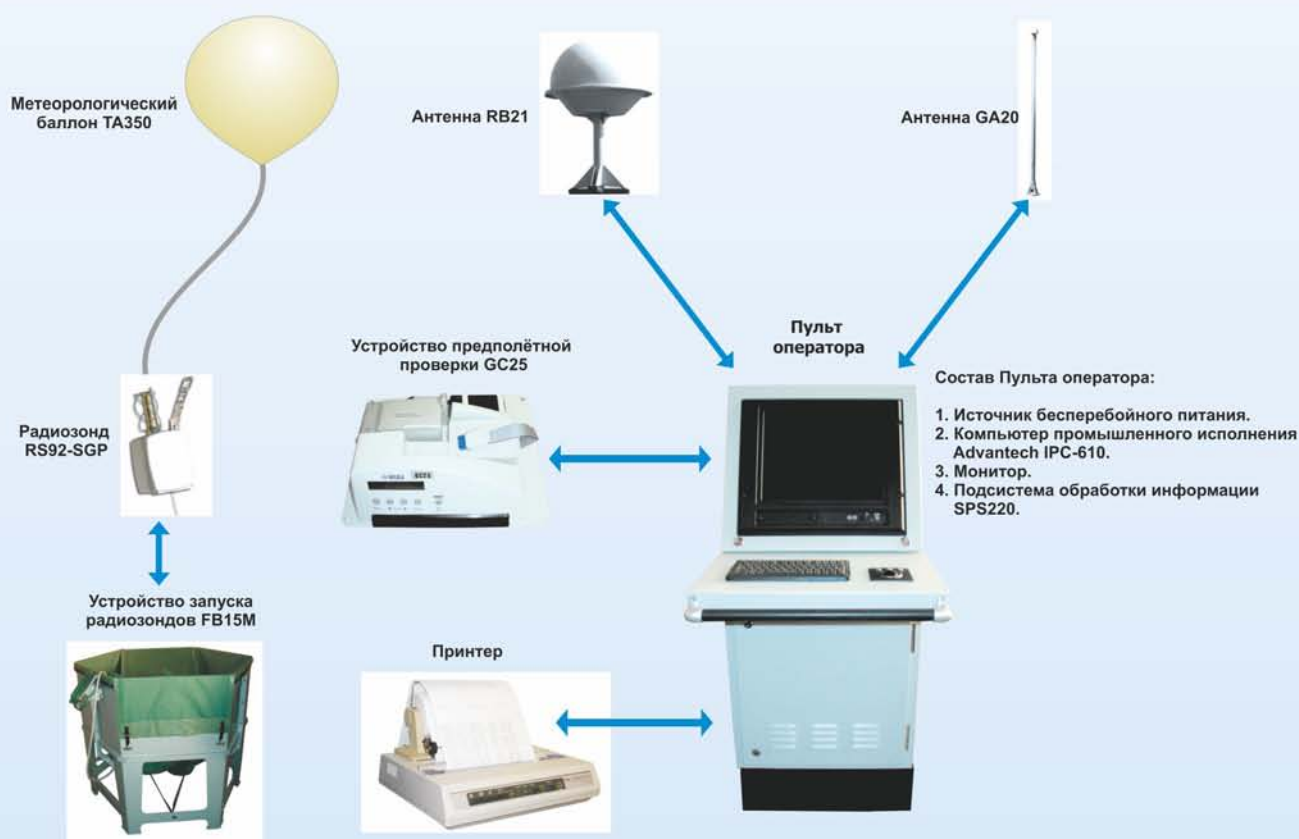 Метеорологический
баллон TA350
Антенна RB21
Антенна GA20
Устройство предполётной
проверки GC25
Пульт
оператора
Состав Пульта оператора:
1. Источник бесперебойного питания.
2. Компьютер промышленного исполнения
Advantech IPC-610.
3. Монитор.
4. Подсистема обработки информации
SPS220.
Радиозонд
RS92-SGP
Устройство запуска
радиозондов FB15M
Принтер